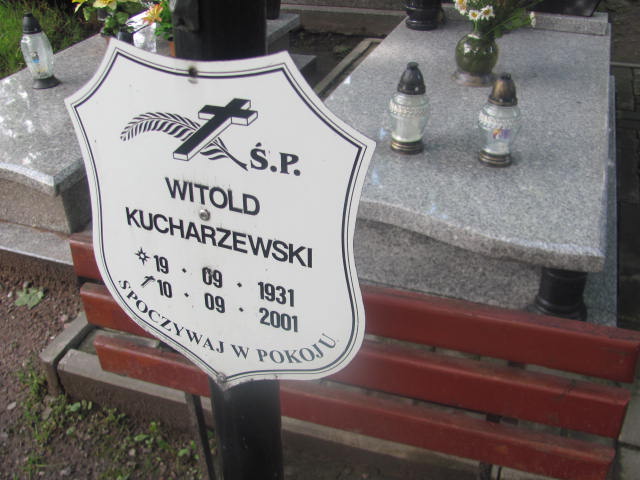 Ś.P.
WITOLD
KUCHARZEWSKI
19 · 09 · 1931
10 · 09 · 2001
SPOCZYWAJ W POKOJU